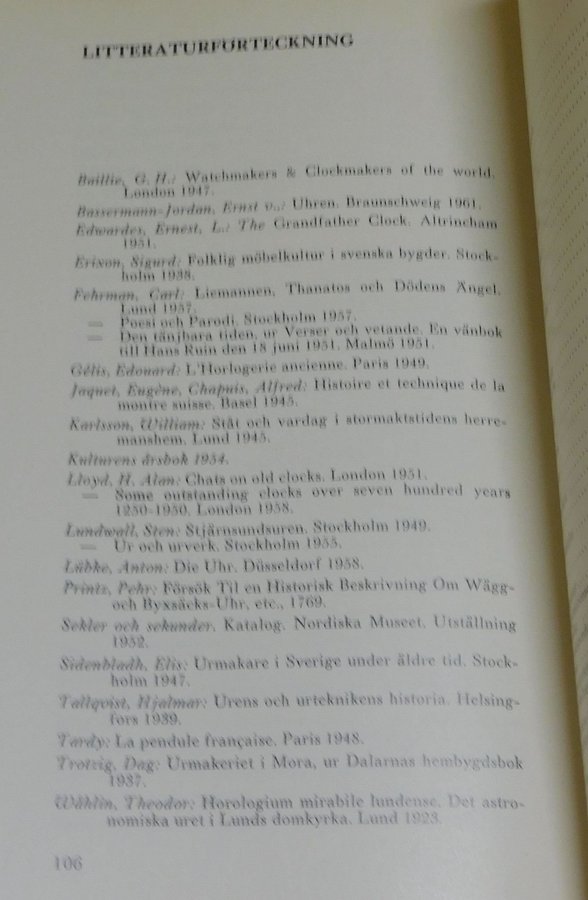 LITTERATURFÖRTECKNING
Baillie, G. H.: Watchmakers & Clockmakers of the world.
London 1947.
Bassermann-Jordan, Ernst v.: Uhren. Braunschweig 1961.
Edwardes, Ernest, L.: The Grandfather Clock. Altrincham
1951.
Erixon, Sigurd: Folklig möbelkultur i svenska bygder. Stock-
holm 1938.
Fehrman, Carl: Liemannen, Thanatos och Dödens Ängel.
Lund 1957.
— Poesi och Parodi. Stockholm 1957.
— Den tänjbara tiden, ur Verser och vetande. En vänbok
till Hans Ruin den 18 juni 1951. Malmö 1951.
Gélis, Edouard: L'Horlogerie ancienne. Paris 1949.
Jaquet, Eugène, Chapuis, Alfred: Histoire et technique de la
montre suisse. Basel 1945.
Karlsson, William: Ståt och vardag i stormaktstidens herre-
manshem. Lund 1945.
Kulturens årsbok 1954.
Lloyd, H. Alan: Chats on old clocks. London 1951.
— Some outstanding clocks over seven hundred years
1250-1950. London 1958.
Lundwall, Sten: Stjärnsundsuren. Stockholm 1949.
— Ur och urverk. Stockholm 1955.
Lübke, Anton: Die Uhr. Düsseldorf 1958.
Printz, Pehr: Försök Til en Historisk Beskrivning Om Wägg-
och Byxsäcks-Uhr, etc., 1769.
Sekler och sekunder. Katalog. Nordiska Museet. Utställning
1952.
Sidenbladh, Elis: Urmakare i Sverige under äldre tid. Stock-
holm 1947.
Tallqvist, Hjalmar: Urens och urteknikens historia. Helsing-
fors 1939.
Tardy: La pendule française. Paris 1948.
Trotzig, Dag: Urmakeriet i Mora, ur Dalarnas hembygdsbok
1937.
Wåhlin, Theodor: Horologium mirabile lundense. Det astro-
nomiska uret i Lunds domkyrka. Lund 1923.
106